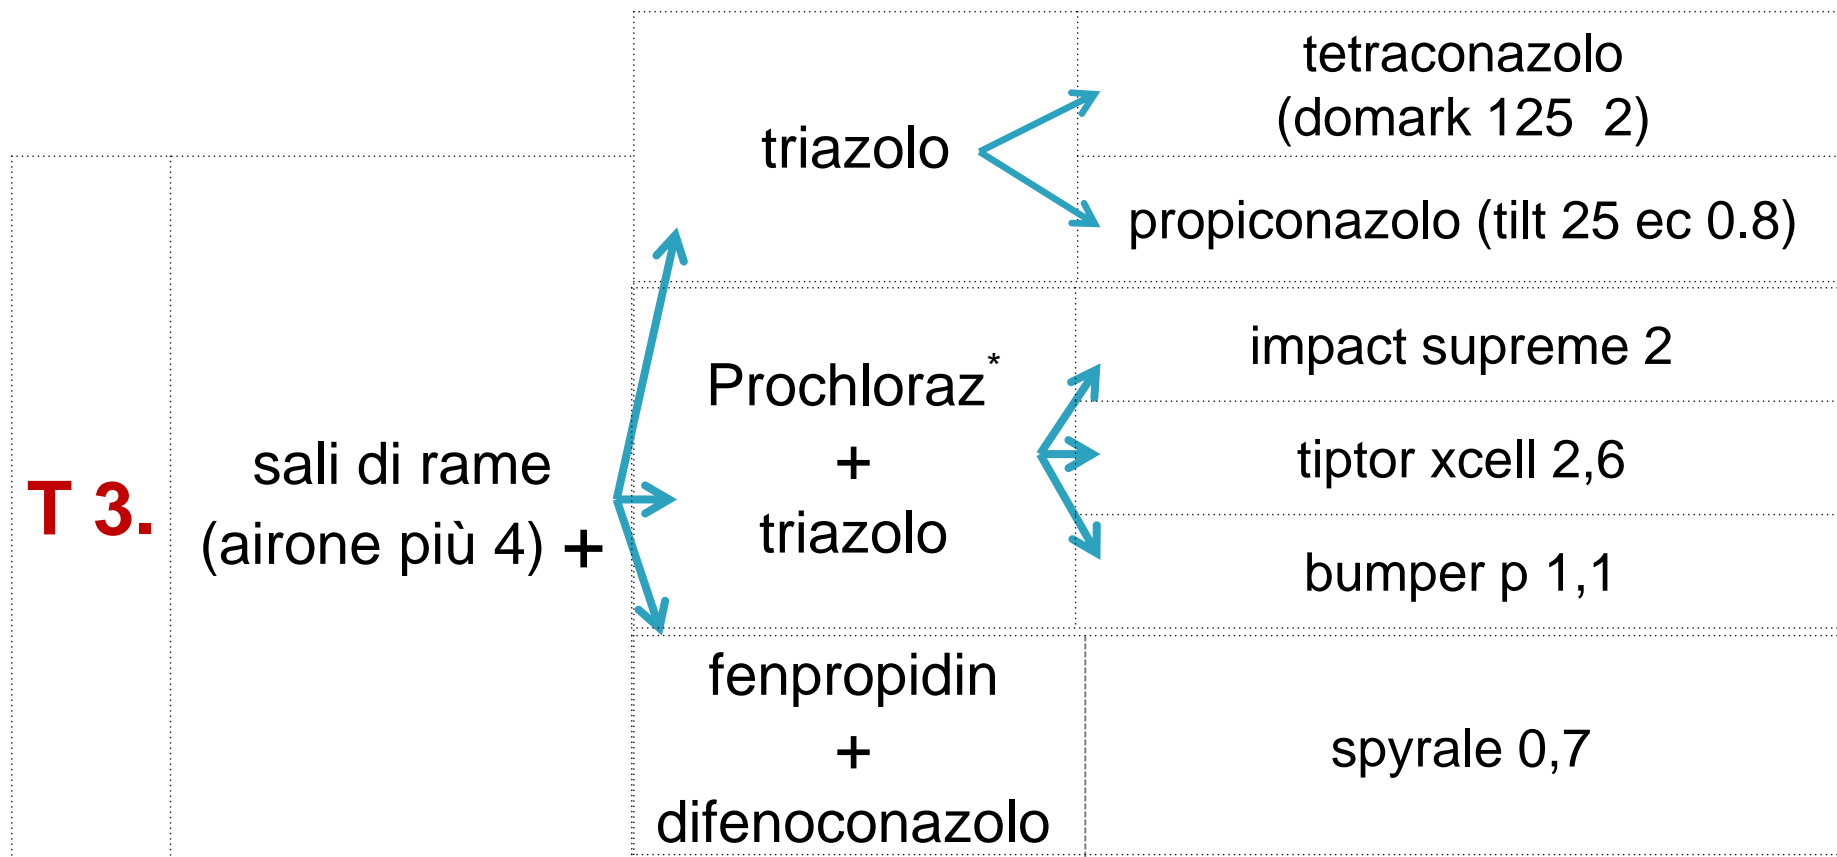 T 3.
sali di rame
(airone più 4) +
triazolo
tetraconazolo
(domark 125  2)
propiconazolo (tilt 25 ec 0.8)
Prochloraz*
+
triazolo
impact supreme 2
tiptor xcell 2,6
bumper p 1,1
fenpropidin
+
difenoconazolo
spyrale 0,7